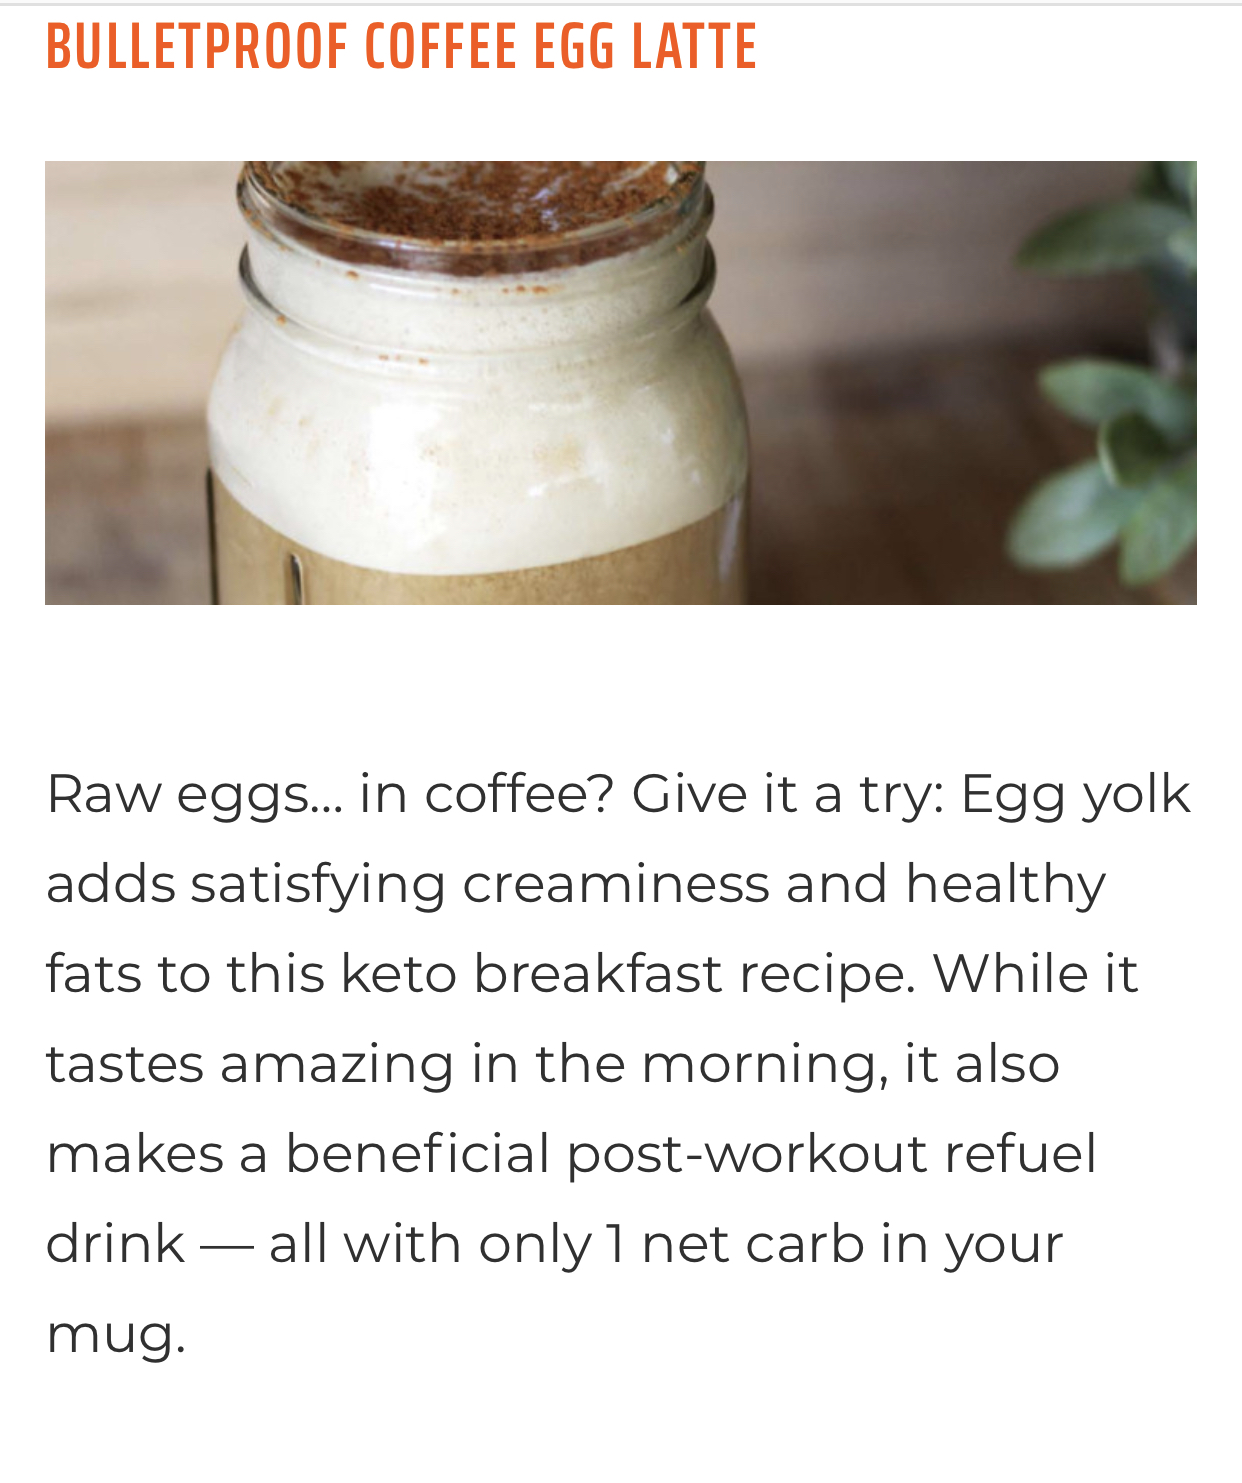 BULLETPROOF COFFEE EGG LATTE
Raw eggs... in coffee? Give it a try: Egg yolk
adds satisfying creaminess and healthy
fats to this keto breakfast recipe. While it
tastes amazing in the morning, it also
makes a beneficial post-workout refuel
drink — all with only 1 net carb in your
mug.